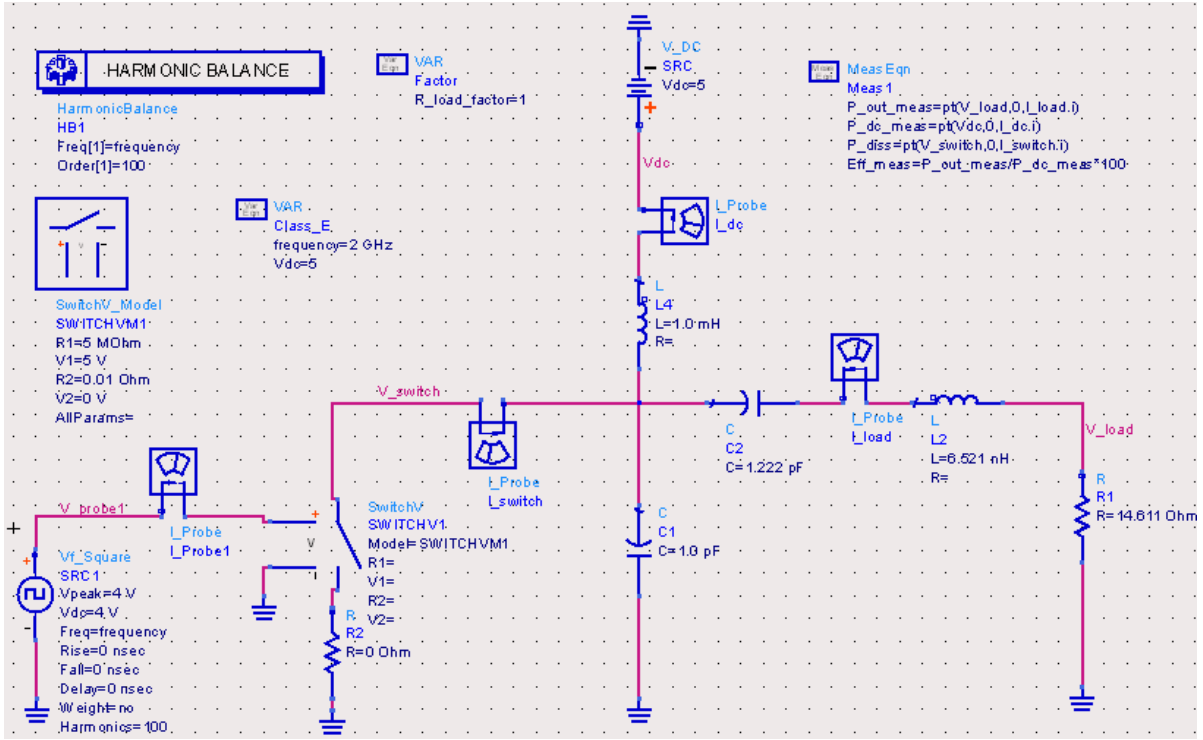 HARMONIC BALANCE
HarmonicBalance
HB1
Freq[1]=frequency
Order[1]=100
Var
Eqn
VAR
Factor
R_load_factor=1
V_DC
SRC
Vdc=5
Meas
Eqn
MeasEqn
Meas1
P_out_meas=pt(V_load,0,I_load.i)
P_dc_meas=pt(Vdc,0,I_dc.i)
P_diss=pt(V_switch,0,I_switch.i)
Eff_meas=P_out_meas/P_dc_meas*100
SwitchV_Model
SWITCHVM1
R1=5 MOhm
V1=5 V
R2=0.01 Ohm
V2=0 V
AllParams=
Var
Eqn
VAR
Class_E
frequency=2 GHz
Vdc=5
Vdc
I_Probe
I_dc
L
L4
L=1.0 mH
R=
V_switch
I_Probe
I_switch
C
C2
C=1.222 pF
I_Probe
I_load
L
L2
L=6.521 nH
R=
V_load
R
R1
R=14.611 Ohm
C
C1
C=1.0 pF
V_probe1
I_Probe
I_Probe1
Vf_Square
SRC1
Vpeak=4 V
Vdc=4 V
Freq=frequency
Rise=0 nsec
Fall=0 nsec
Delay=0 nsec
Weight=no
Harmonics=100
V
SwitchV
SWITCHV1
Model=SWITCHVM1
R1=
V1=
R2=
V2=
R
R2
R=0 Ohm